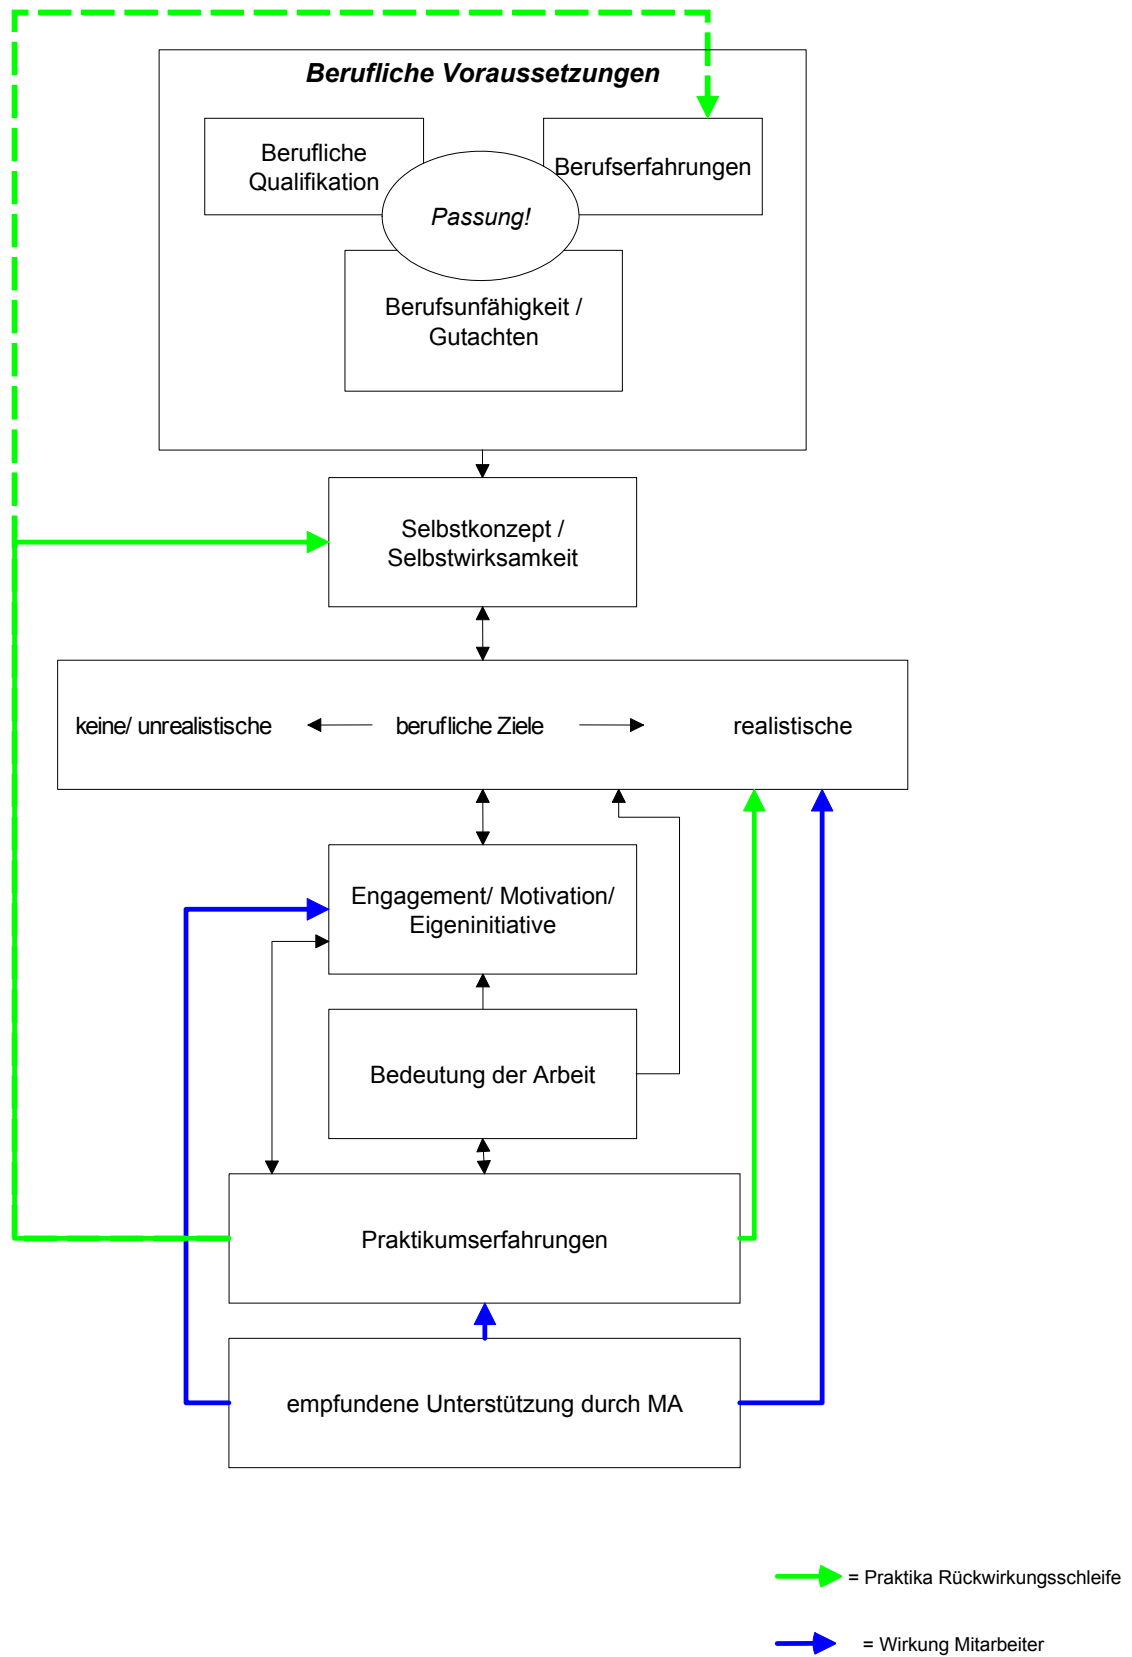 Berufliche Voraussetzungen
Berufliche
Qualifikation
Berufserfahrungen
Passung!
Berufsunfähigkeit /
Gutachten
Selbstkonzept /
Selbstwirksamkeit
keine/ unrealistische berufliche Ziele realistische
Engagement/ Motivation/
Eigeninitiative
Bedeutung der Arbeit
Praktikumserfahrungen
empfundene Unterstützung durch MA
= Praktika Rückwirkungsschleife
= Wirkung Mitarbeiter